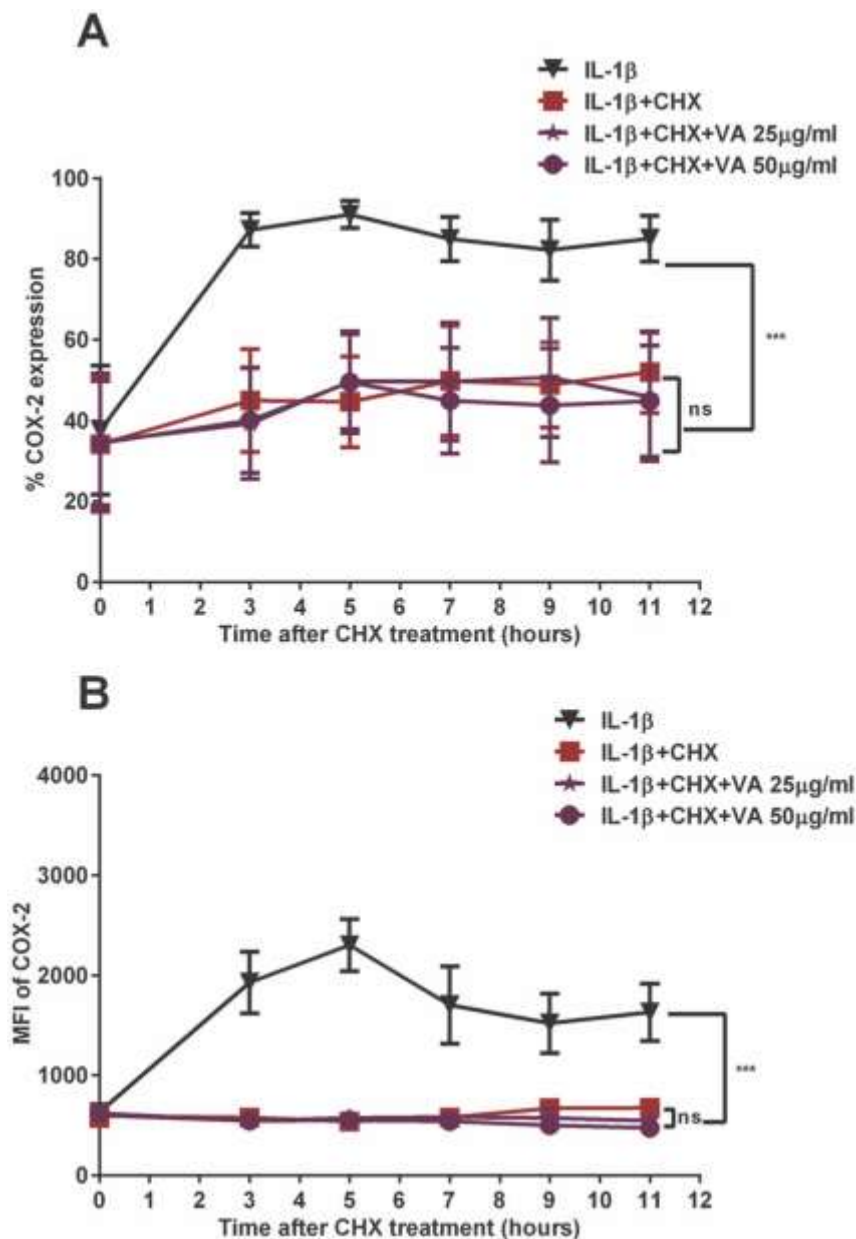 A
IL-1β
IL-1β+CHX
IL-1β+CHX+VA 25μg/ml
IL-1β+CHX+VA 50μg/ml
% COX-2 expression
100
80
60
40
20
0
***
ns
0 1 2 3 4 5 6 7 8 9 10 11 12
Time after CHX treatment (hours)
B
IL-1β
IL-1β+CHX
IL-1β+CHX+VA 25μg/ml
IL-1β+CHX+VA 50μg/ml
MFI of COX-2
4000
3000
2000
1000
0
***
ns
0 1 2 3 4 5 6 7 8 9 10 11 12
Time after CHX treatment (hours)